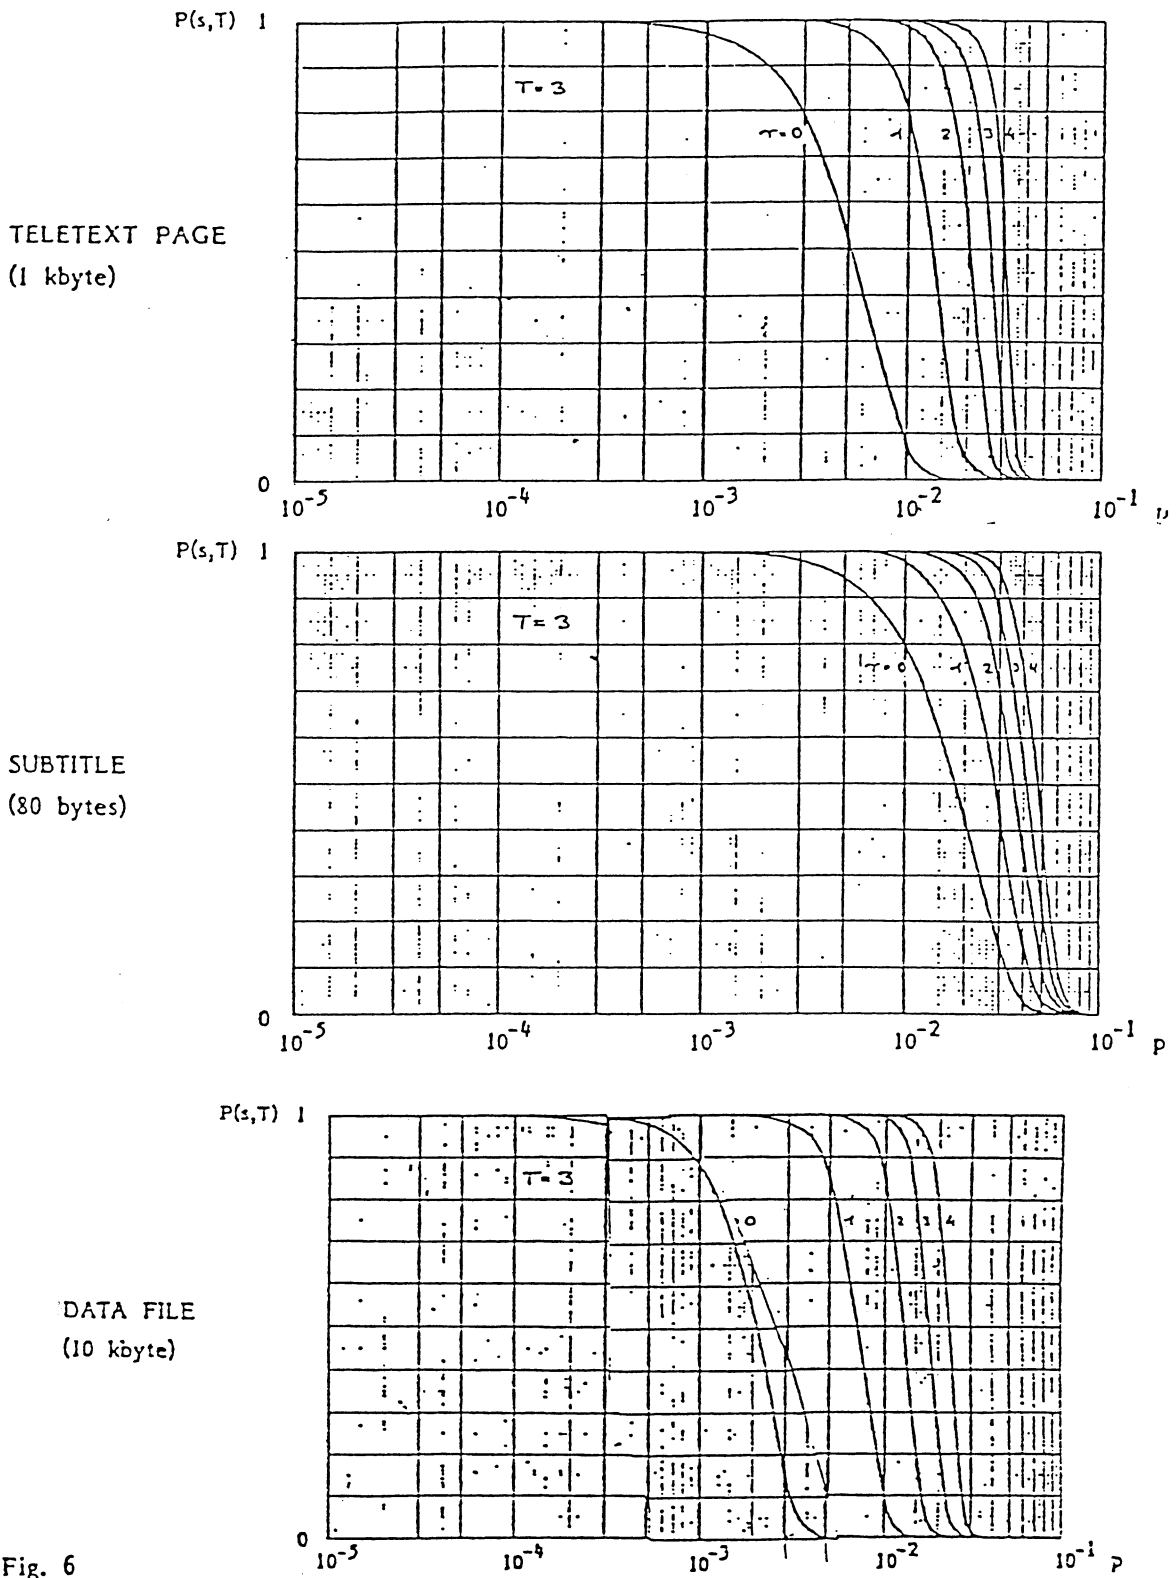 P(s,T) 1
T=3
τ=0 1 2 3 4
TELETEXT PAGE
(1 kbyte)
0
10-5 10-4 10-3 10-2 10-1
P(s,T) 1
T=3
τ=0 1 2 3 4
SUBTITLE
(80 bytes)
0
10-5 10-4 10-3 10-2 10-1 p
P(s,T) 1
T=3
0 1 2 3 4
DATA FILE
(10 kbyte)
0
10-5 10-4 10-3 10-2 10-1 p
Fig. 6